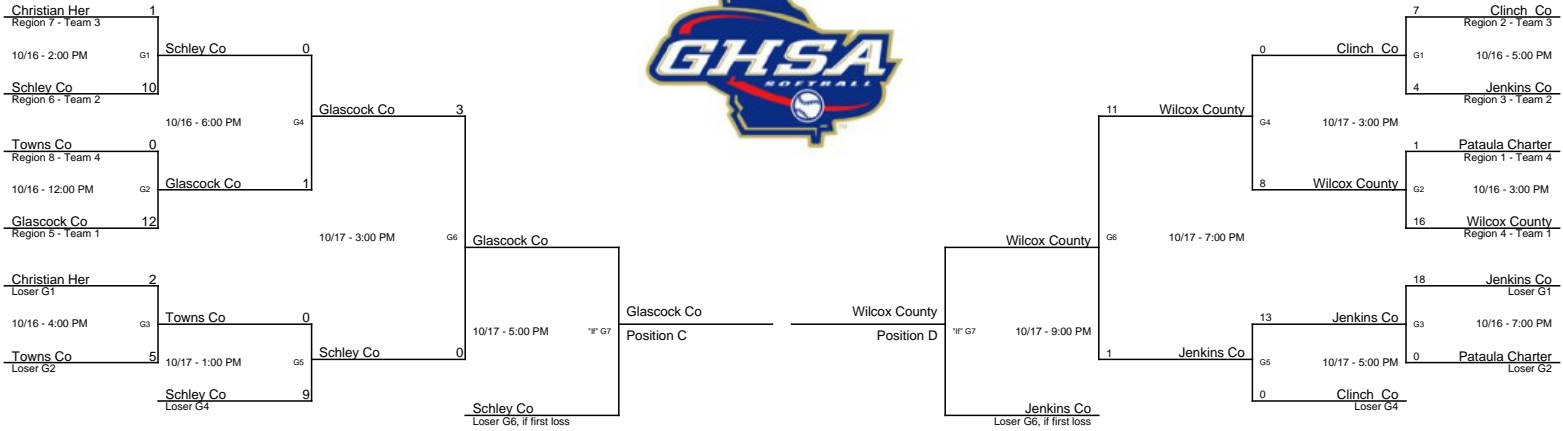 Christian Her 1
Region 7 - Team 3
10/16 - 2:00 PM G1
Schley Co 10
Region 6 - Team 2
Towns Co 0
Region 8 - Team 4
10/16 - 12:00 PM G2
Glascock Co 12
Region 5 - Team 1
Christian Her 2
Loser G1
10/16 - 4:00 PM G3
Towns Co 5
Loser G2
Schley Co 0
10/16 - 6:00 PM G4
Glascock Co 1
Towns Co 0
10/17 - 1:00 PM G5
Schley Co 9
Loser G4
Glascock Co 3
10/17 - 3:00 PM G6
Schley Co 0
Glascock Co
10/17 - 5:00 PM "If" G7
Schley Co
Loser G6, if first loss
Glascock Co
Position C
GHSA
SOFTBALL
Wilcox County
Position D
Wilcox County
"If" G7 10/17 - 9:00 PM
Jenkins Co
Loser G6, if first loss
11 Wilcox County
G6 10/17 - 7:00 PM
1 Jenkins Co
0 Clinch Co
G4 10/17 - 3:00 PM
8 Wilcox County
13 Jenkins Co
G5 10/17 - 5:00 PM
0 Clinch Co
Loser G4
7 Clinch Co
Region 2 - Team 3
G1 10/16 - 5:00 PM
4 Jenkins Co
Region 3 - Team 2
1 Pataula Charter
Region 1 - Team 4
G2 10/16 - 3:00 PM
16 Wilcox County
Region 4 - Team 1
18 Jenkins Co
Loser G1
G3 10/16 - 7:00 PM
0 Pataula Charter
Loser G2